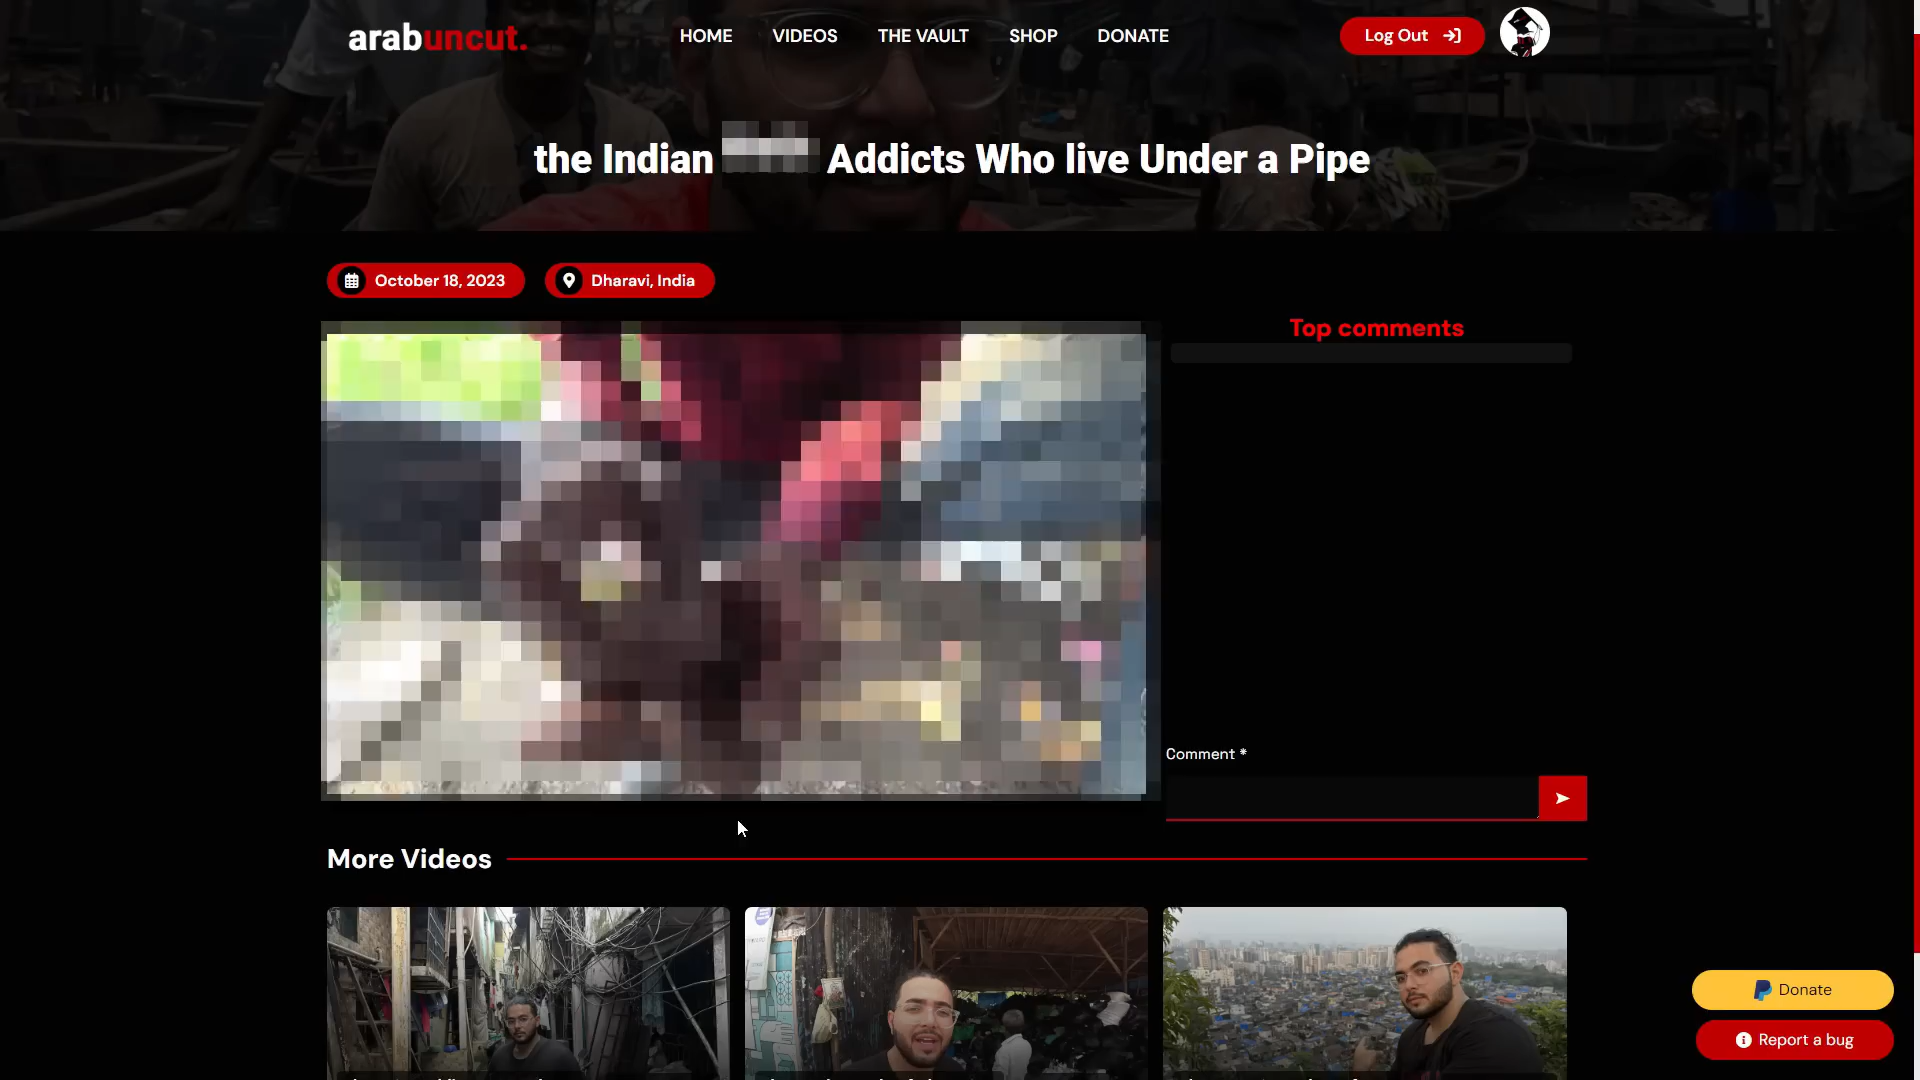 arabuncut.
HOME VIDEOS THE VAULT SHOP DONATE
Log Out
the Indian Addicts Who live Under a Pipe
October 18, 2023
Dharavi, India
Top comments
Comment *
More Videos
Donate
Report a bug